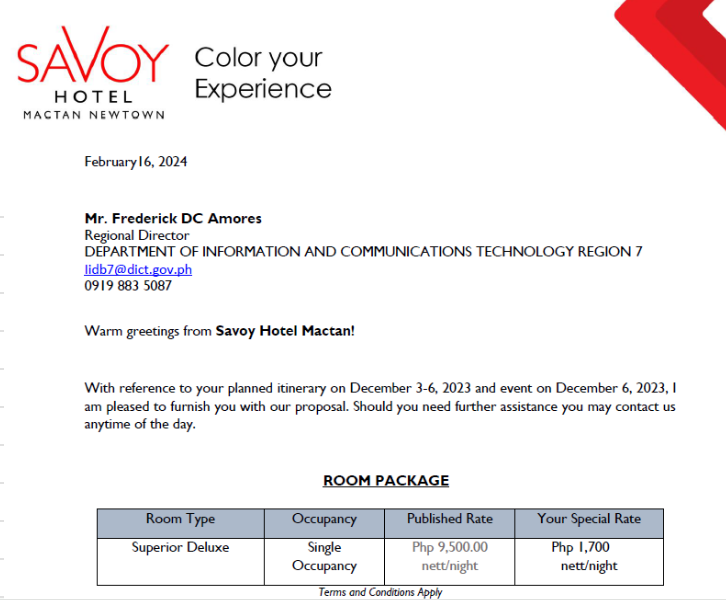 SAVOY
HOTEL
MACTAN NEWTOWN
Color your
Experience
February16, 2024
Mr. Frederick DC Amores
Regional Director
DEPARTMENT OF INFORMATION AND COMMUNICATIONS TECHNOLOGY REGION 7
lidb7@dict.gov.ph
0919 883 5087
Warm greetings from Savoy Hotel Mactan!
With reference to your planned itinerary on December 3-6, 2023 and event on December 6, 2023, I
am pleased to furnish you with our proposal. Should you need further assistance you may contact us
anytime of the day.
ROOM PACKAGE
Room Type Occupancy Published Rate Your Special Rate
Superior Deluxe Single Php 9,500.00 Php 1,700
Occupancy nett/night nett/night
Terms and Conditions Apply